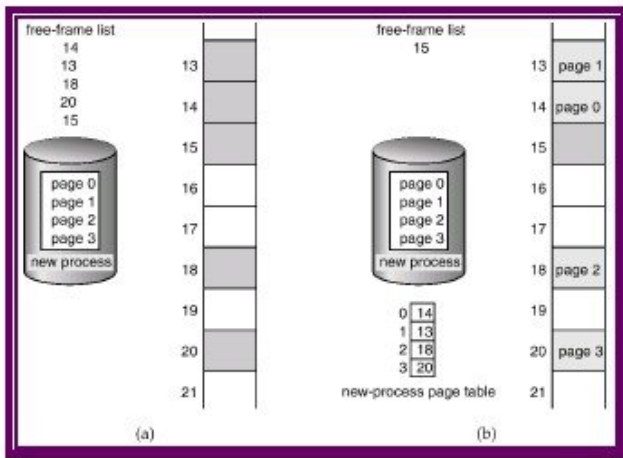 free-frame list
14
13
18
20
15
page 0
page 1
page 2
page 3
new process
13
14
15
16
17
18
19
20
21
(a)
free-frame list
15
page 0
page 1
page 2
page 3
new process
0 14
1 13
2 18
3 20
new-process page table
13 page 1
14 page 0
15
16
17
18 page 2
19
20 page 3
21
(b)